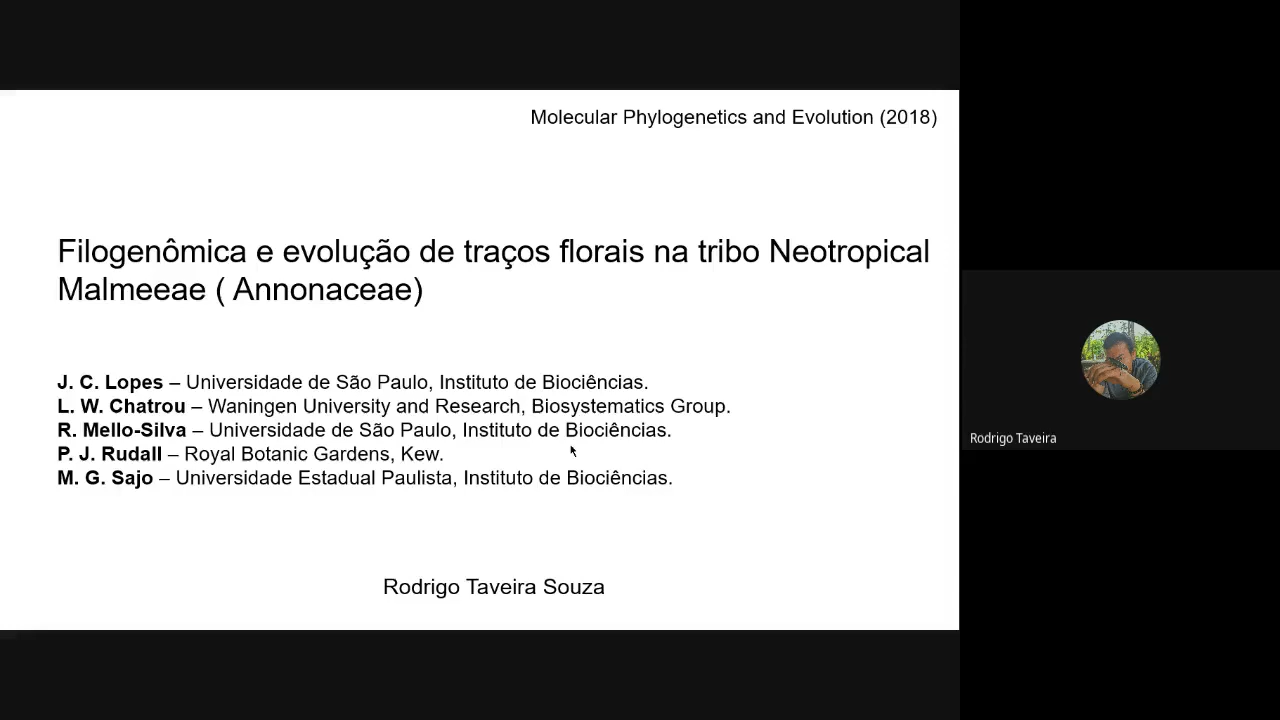 Molecular Phylogenetics and Evolution (2018)
Filogenômica e evolução de traços florais na tribo Neotropical
Malmeeae ( Annonaceae)
J. C. Lopes – Universidade de São Paulo, Instituto de Biociências.
L. W. Chatrou – Waningen University and Research, Biosystematics Group.
R. Mello-Silva – Universidade de São Paulo, Instituto de Biociências.
P. J. Rudall – Royal Botanic Gardens, Kew.
M. G. Sajo – Universidade Estadual Paulista, Instituto de Biociências.
Rodrigo Taveira Souza
Rodrigo Taveira